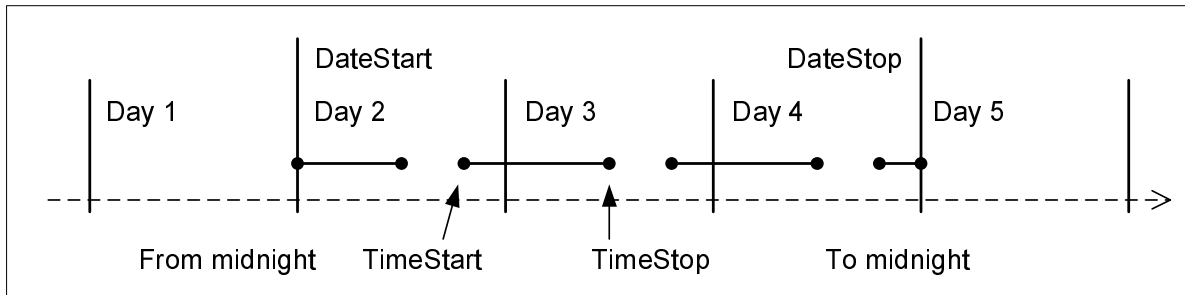 DateStart
DateStop
Day 1
Day 2
Day 3
Day 4
Day 5
From midnight
TimeStart
TimeStop
To midnight